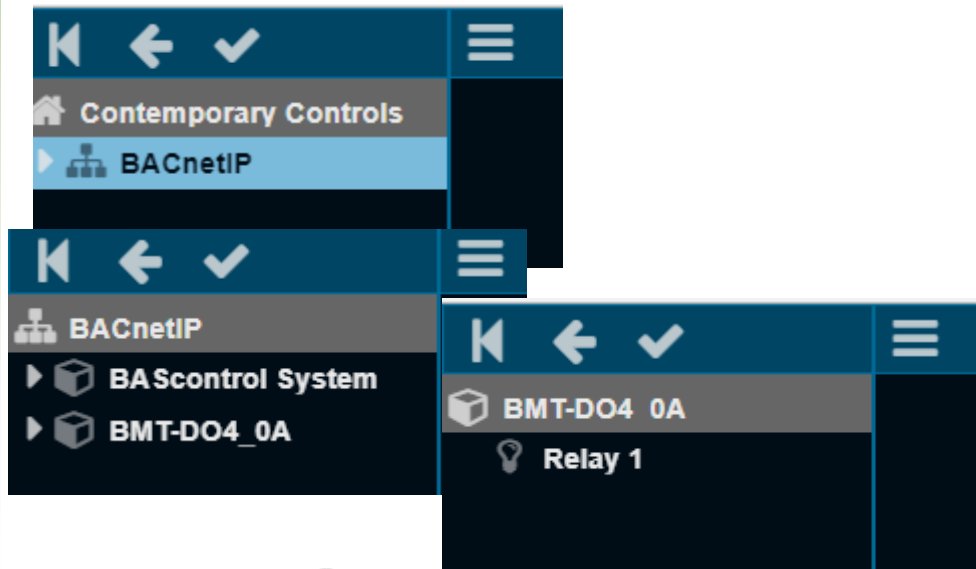 Contemporary Controls
BACnetIP
BACnetIP
BAScontrol System
BMT-DO4_0A
BMT-DO4 0A
Relay 1